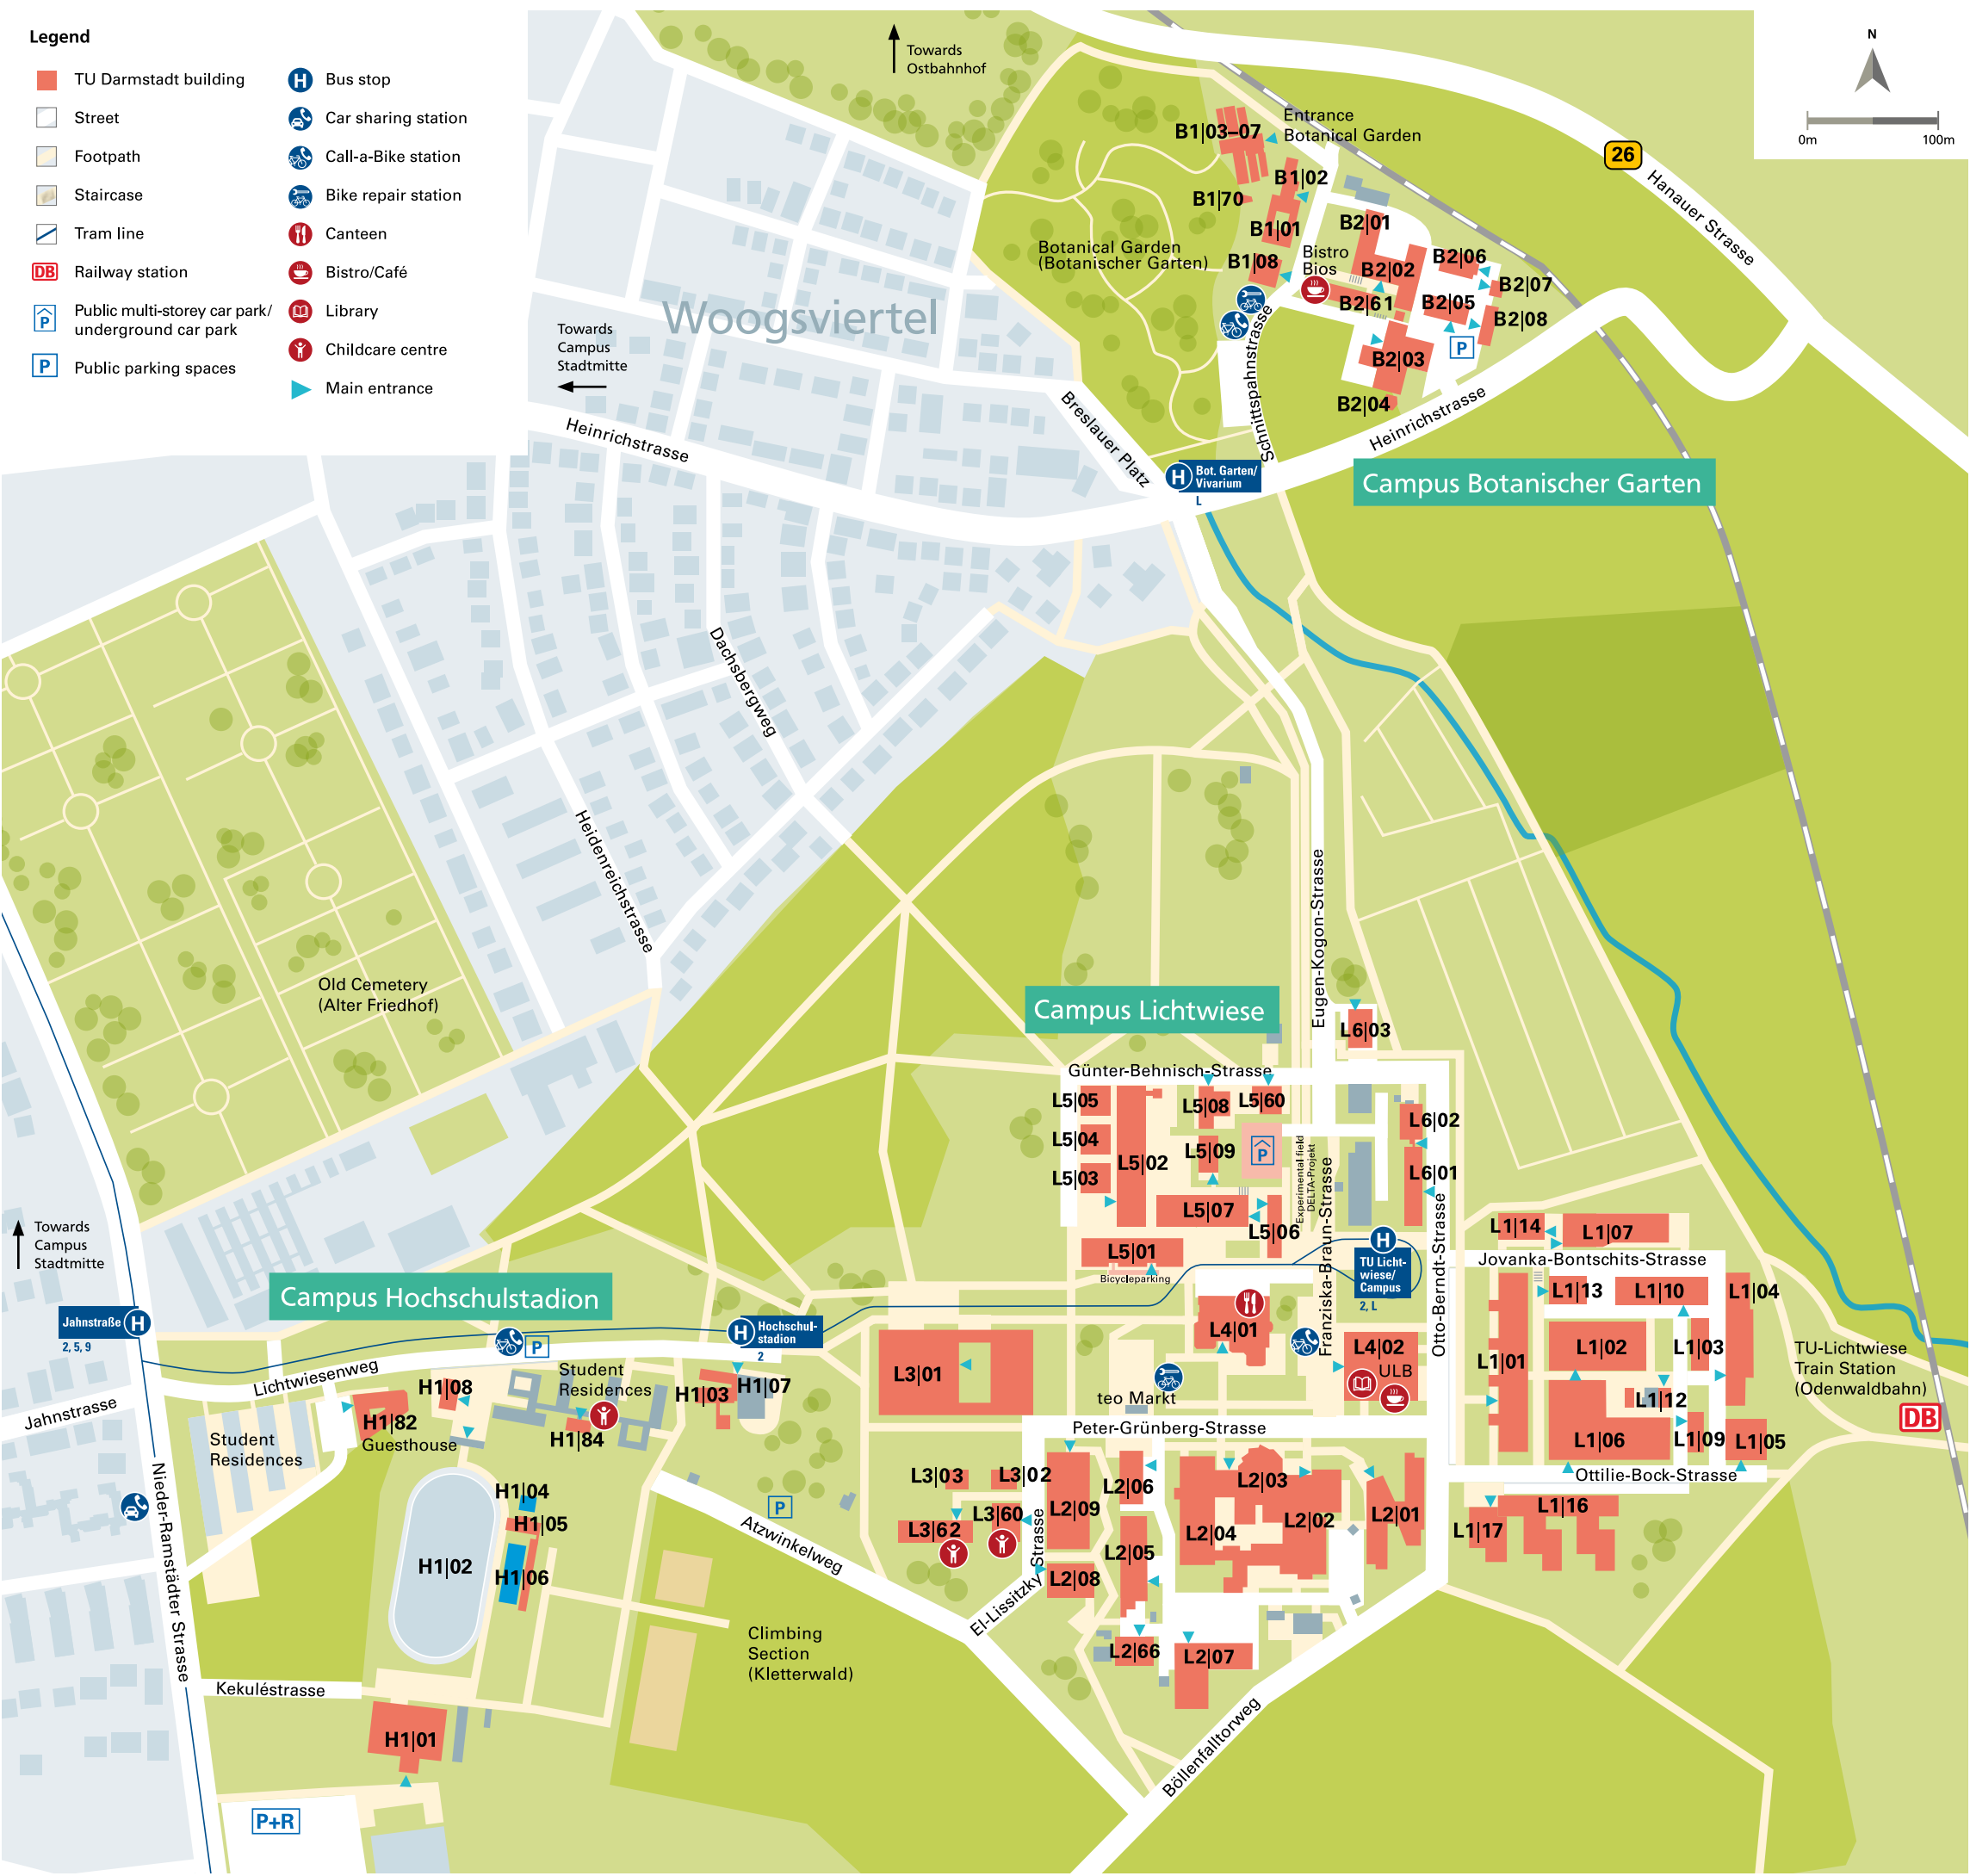 Legend
TU Darmstadt building
Street
Footpath
Staircase
Tram line
DB
Railway station
P
Public multi-storey car park/
underground car park
P
Public parking spaces
H
Bus stop
Car sharing station
Call-a-Bike station
Bike repair station
Canteen
Bistro/Café
Library
Childcare centre
Main entrance
Towards
Ostbahnhof
N
0m
100m
26
Hanauer Strasse
Entrance
Botanical Garden
B1|03–07
B1|02
B1|70
B1|01
B1|08
Botanical Garden
(Botanischer Garten)
Bistro
Bios
B2|01
B2|02
B2|06
B2|07
B2|61
B2|05
B2|08
P
B2|03
B2|04
Schnittspahnstrasse
Heinrichstrasse
Woogsviertel
Towards
Campus
Stadtmitte
Heinrichstrasse
Breslauer Platz
H
Bot. Garten/
Vivarium
L
Campus Botanischer Garten
Dachsbergweg
Heidenreichstrasse
Old Cemetery
(Alter Friedhof)
Eugen-Kogon-Strasse
Campus Lichtwiese
L6|03
Günter-Behnisch-Strasse
L5|05
L5|08
L5|60
L6|02
L5|04
L5|02
L5|09
P
L5|03
L6|01
L5|07
L5|06
Experimental field
DELTA-Projekt
Franziska-Braun-Strasse
Otto-Berndt-Strasse
L5|01
Bicycleparking
H
TU Licht-
wiese/
Campus
2, L
L1|14
L1|07
Jovanka-Bontschits-Strasse
L1|13
L1|10
L1|04
L1|02
L1|03
L1|01
L1|12
L1|06
L1|09
L1|05
Ottilie-Bock-Strasse
L1|16
L1|17
TU-Lichtwiese
Train Station
(Odenwaldbahn)
DB
L4|01
L4|02
ULB
teo Markt
Peter-Grünberg-Strasse
L3|01
L3|03
L3|02
L3|60
L3|62
El-Lissitzky-Strasse
L2|09
L2|06
L2|03
L2|04
L2|02
L2|01
L2|05
L2|08
L2|66
L2|07
Böllenfalltorweg
Towards
Campus
Stadtmitte
Campus Hochschulstadion
Jahnstraße
H
2, 5, 9
P
H
Hochschul-
stadion
2
Lichtwiesenweg
Jahnstrasse
Student
Residences
H1|08
H1|82
Guesthouse
Student
Residences
H1|84
H1|03
H1|07
P
Atzwinkelweg
H1|04
H1|05
H1|02
H1|06
Nieder-Ramstädter Strasse
Climbing
Section
(Kletterwald)
Kekuléstrasse
H1|01
P+R